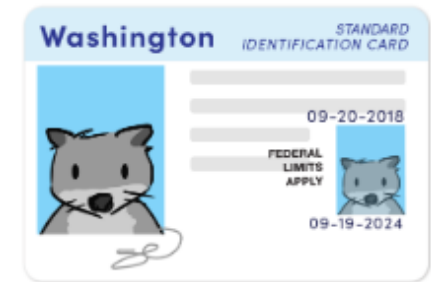 Washington
STANDARD
IDENTIFICATION CARD
09-20-2018
FEDERAL
LIMITS
APPLY
09-19-2024